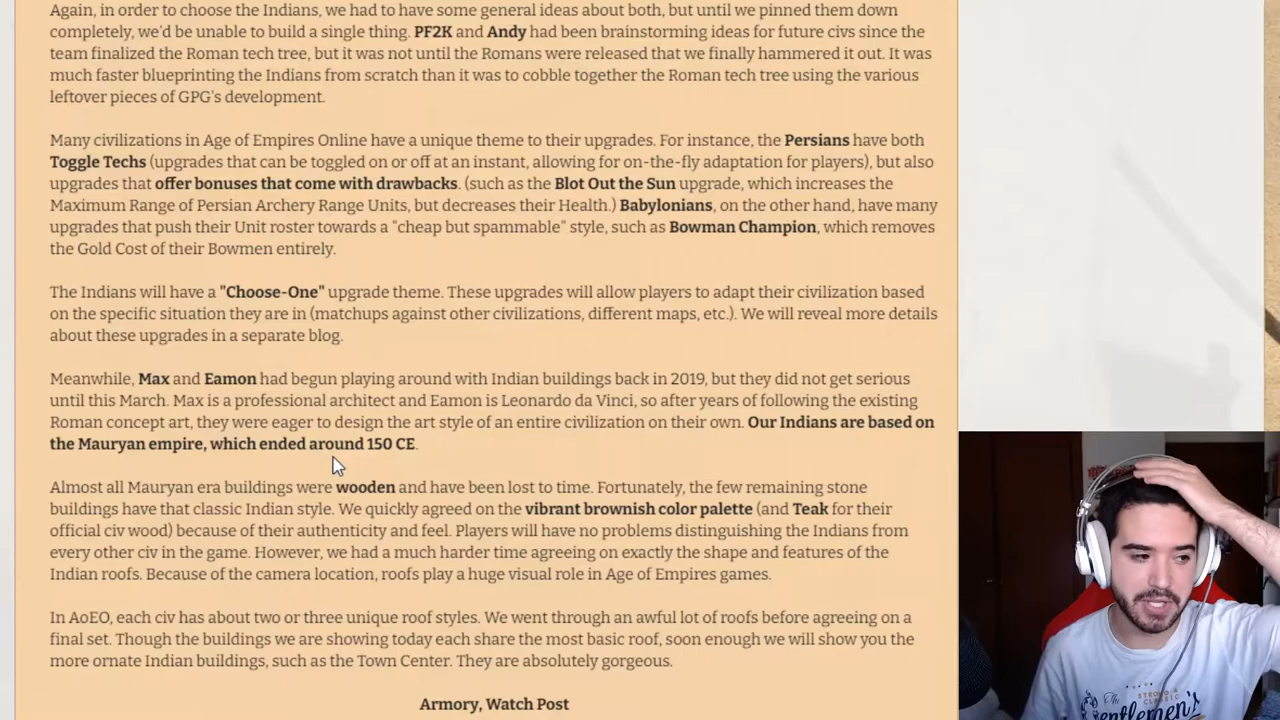 Again, in order to choose the Indians, we had to have some general ideas about both, but until we pinned them down
completely, we'd be unable to build a single thing. PF2K and Andy had been brainstorming ideas for future civs since the
team finalized the Roman tech tree, but it was not until the Romans were released that we finally hammered it out. It was
much faster blueprinting the Indians from scratch than it was to cobble together the Roman tech tree using the various
leftover pieces of GPG's development.
Many civilizations in Age of Empires Online have a unique theme to their upgrades. For instance, the Persians have both
Toggle Techs (upgrades that can be toggled on or off at an instant, allowing for on-the-fly adaptation for players), but also
upgrades that offer bonuses that come with drawbacks. (such as the Blot Out the Sun upgrade, which increases the
Maximum Range of Persian Archery Range Units, but decreases their Health.) Babylonians, on the other hand, have many
upgrades that push their Unit roster towards a "cheap but spammable" style, such as Bowman Champion, which removes
the Gold Cost of their Bowmen entirely.
The Indians will have a "Choose-One" upgrade theme. These upgrades will allow players to adapt their civilization based
on the specific situation they are in (matchups against other civilizations, different maps, etc.). We will reveal more details
about these upgrades in a separate blog.
Meanwhile, Max and Eamon had begun playing around with Indian buildings back in 2019, but they did not get serious
until this March. Max is a professional architect and Eamon is Leonardo da Vinci, so after years of following the existing
Roman concept art, they were eager to design the art style of an entire civilization on their own. Our Indians are based on
the Mauryan empire, which ended around 150 CE.
Almost all Mauryan era buildings were wooden and have been lost to time. Fortunately, the few remaining stone
buildings have that classic Indian style. We quickly agreed on the vibrant brownish color palette (and Teak for their
official civ wood) because of their authenticity and feel. Players will have no problems distinguishing the Indians from
every other civ in the game. However, we had a much harder time agreeing on exactly the shape and features of the
Indian roofs. Because of the camera location, roofs play a huge visual role in Age of Empires games.
In AoEO, each civ has about two or three unique roof styles. We went through an awful lot of roofs before agreeing on a
final set. Though the buildings we are showing today each share the most basic roof, soon enough we will show you the
more ornate Indian buildings, such as the Town Center. They are absolutely gorgeous.
Armory, Watch Post
The